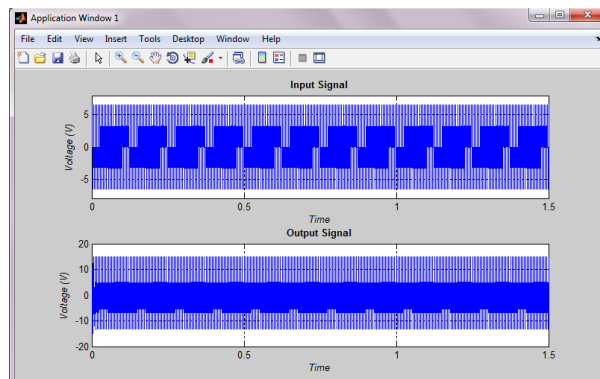 Application Window 1
File Edit View Insert Tools Desktop Window Help
Input Signal
Voltage (V)
5
0
-5
0 0.5 1 1.5
Time
Output Signal
Voltage (V)
20
10
0
-10
-20
0 0.5 1 1.5
Time